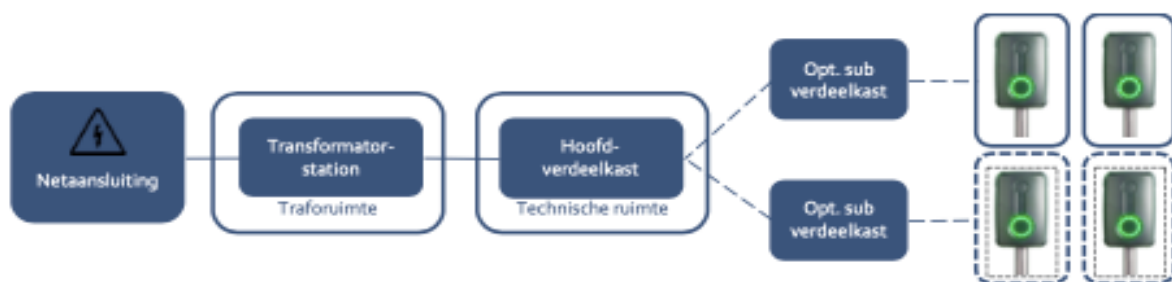 Netaansluiting
Transformator-
station
Traforuimte
Hoofd-
verdeelkast
Technische ruimte
Opt. sub
verdeelkast
Opt. sub
verdeelkast